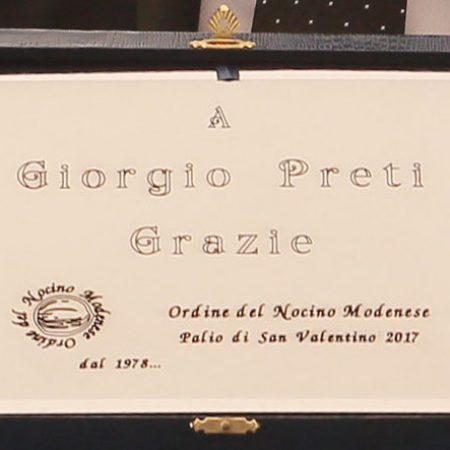 A
Giorgio Preti
Grazie
Ordine del Nocino Modenese
Ordine del Nocino Modenese
Palio di San Valentino 2017
dal 1978...